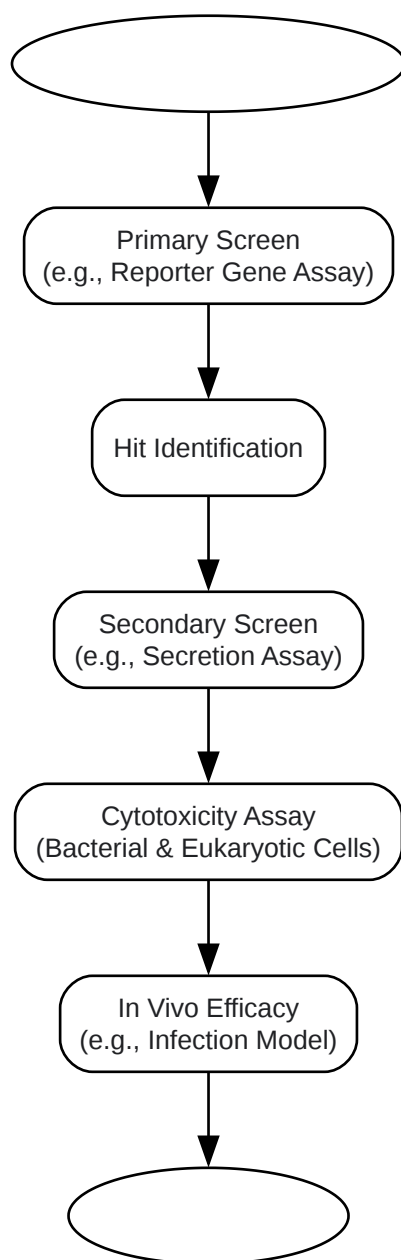 Primary Screen
(e.g., Reporter Gene Assay)
Hit Identification
Secondary Screen
(e.g., Secretion Assay)
Cytotoxicity Assay
(Bacterial & Eukaryotic Cells)
In Vivo Efficacy
(e.g., Infection Model)